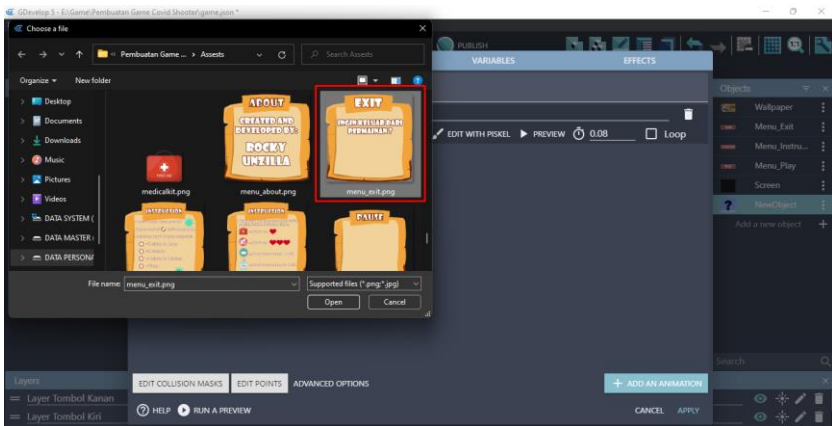 GDevelop 5 - E:\Game\Pembuatan Game Covid Shooter\game.json *
Choose a file
Pembuatan Game ... > Assests
Search Assests
Organize
New folder
Desktop
Documents
Downloads
Music
Pictures
Videos
DATA SYSTEM (
DATA MASTER
DATA PERSONA
ABOUT
CREATED AND
DEVELOPED BY:
ROCKY
UNZILLA
EXIT
INGIN KELUAR DARI
PERMAINAN ?
medicalkit.png
menu_about.png
menu_exit.png
INSTRUCTION
INSTRUCTION
PAUSE
File name:
menu_exit.png
Supported files (*.png;*.jpg)
Open
Cancel
PUBLISH
VARIABLES
EFFECTS
EDIT WITH PISKEL
PREVIEW
0.08
Loop
Objects
Wallpaper
Menu_Exit
Menu_Instru...
Menu_Play
Screen
NewObject
Add a new object
Search
EDIT COLLISION MASKS
EDIT POINTS
ADVANCED OPTIONS
+ ADD AN ANIMATION
HELP
RUN A PREVIEW
CANCEL
APPLY
Layers
Layer Tombol Kanan
Layer Tombol Kiri